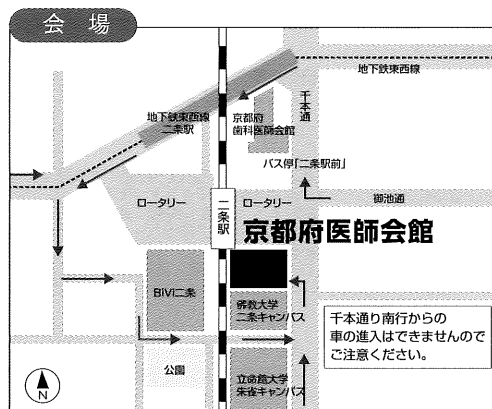 会場
地下鉄東西線
千本通
地下鉄東西線
二条駅
京都府
歯科医師会館
バス停「二条駅前」
ロータリー
二条駅
ロータリー
御池通
京都府医師会館
BiVi二条
佛教大学
二条キャンパス
千本通り南行からの
車の進入はできませんので
ご注意ください。
公園
立命館大学
朱雀キャンパス
N